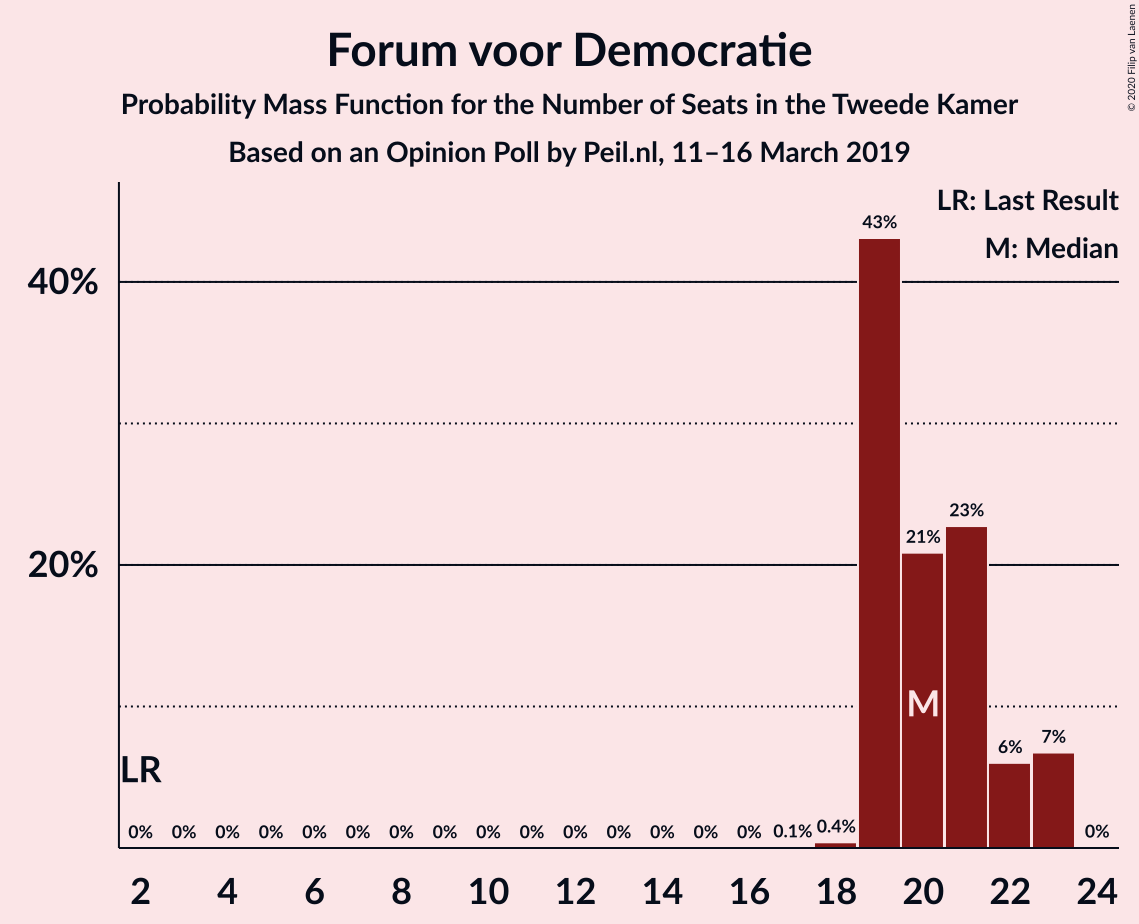 Forum voor Democratie
Probability Mass Function for the Number of Seats in the Tweede Kamer
Based on an Opinion Poll by Peil.nl, 11–16 March 2019
© 2020 Filip van Laenen
LR: Last Result
M: Median
43%
40%
23%
21%
20%
M
7%
6%
LR
0% 0% 0% 0% 0% 0% 0% 0% 0% 0% 0% 0% 0% 0% 0% 0.1% 0.4% 0%
2 4 6 8 10 12 14 16 18 20 22 24